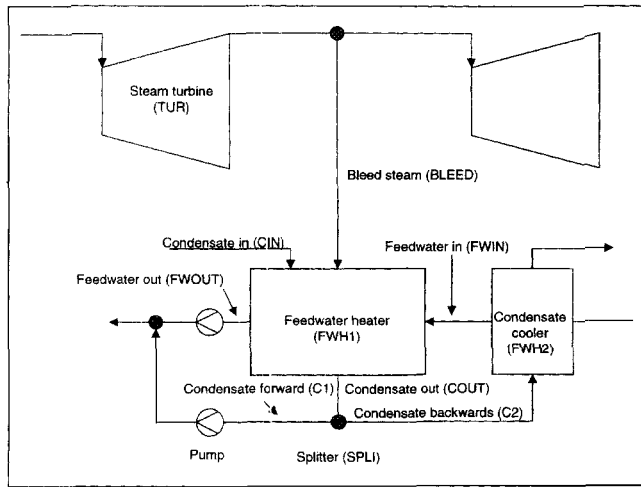 Steam turbine
(TUR)
Bleed steam (BLEED)
Condensate in (CIN)
Feedwater in (FWIN)
Feedwater out (FWOUT)
Feedwater heater
(FWH1)
Condensate
cooler
(FWH2)
Condensate forward (C1)
Condensate out (COUT)
Condensate backwards (C2)
Pump
Splitter (SPLI)